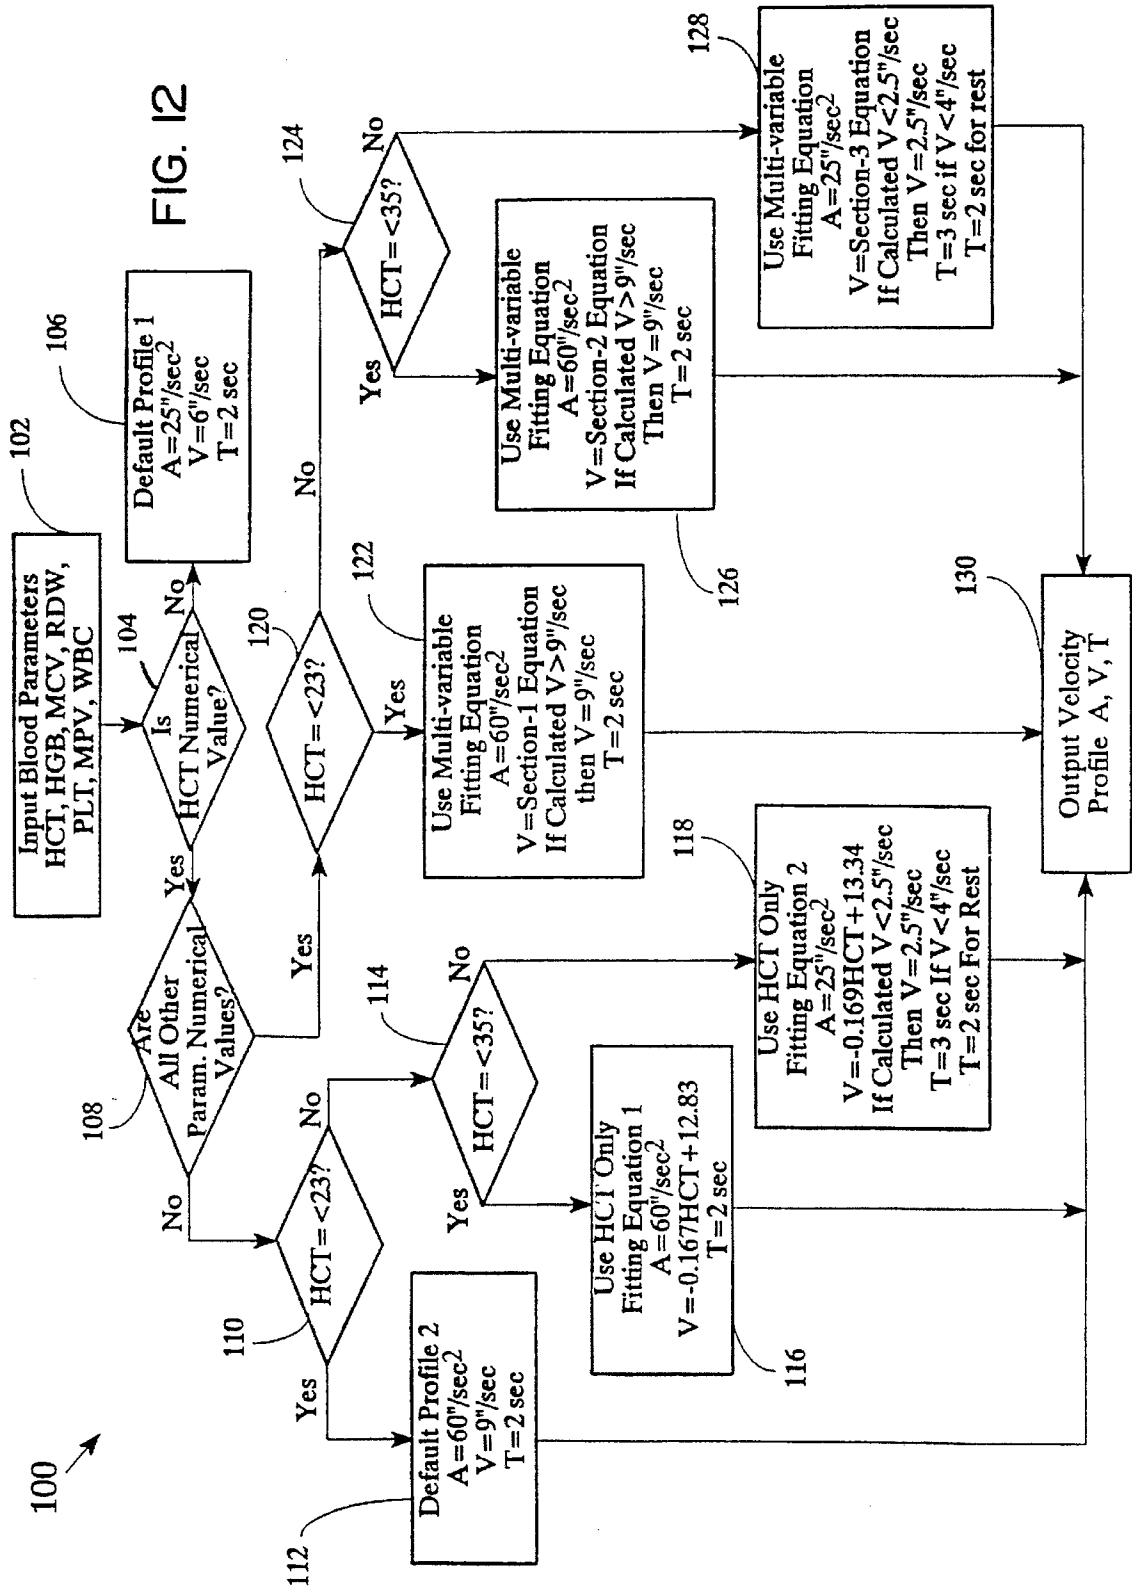 100
FIG. 12
102
Input Blood Parameters
HCT, HGB, MCV, RDW,
PLT, MPV, WBC
104
Is
HCT Numerical
Value?
No
Yes
106
Default Profile 1
A=25"/sec2
V=6"/sec
T=2 sec
108
Are
All Other
Param. Numerical
Values?
No
Yes
110
HCT=<23?
Yes
No
112
Default Profile 2
A=60"/sec2
V=9"/sec
T=2 sec
114
HCT=<35?
Yes
No
116
Use HCT Only
Fitting Equation 1
A=60"/sec2
V=-0.167HCT+12.83
T=2 sec
118
Use HCT Only
Fitting Equation 2
A=25"/sec2
V=-0.169HCT+13.34
If Calculated V<2.5"/sec
Then V=2.5"/sec
T=3 sec If V<4"/sec
T=2 sec For Rest
120
HCT=<23?
Yes
No
122
Use Multi-variable
Fitting Equation
A=60"/sec2
V=Section-1 Equation
If Calculated V>9"/sec
then V=9"/sec
T=2 sec
124
HCT=<35?
Yes
No
126
Use Multi-variable
Fitting Equation
A=60"/sec2
V=Section-2 Equation
If Calculated V>9"/sec
Then V=9"/sec
T=2 sec
128
Use Multi-variable
Fitting Equation
A=25"/sec2
V=Section-3 Equation
If Calculated V<2.5"/sec
Then V=2.5"/sec
T=3 sec if V<4"/sec
T=2 sec for rest
130
Output Velocity
Profile A, V, T